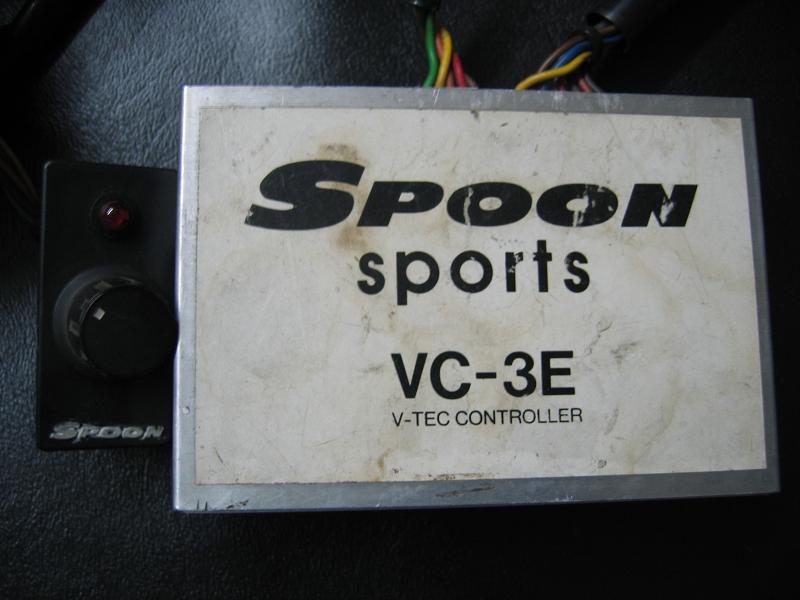 SPOON
sports
VC-3E
V-TEC CONTROLLER
SPOON